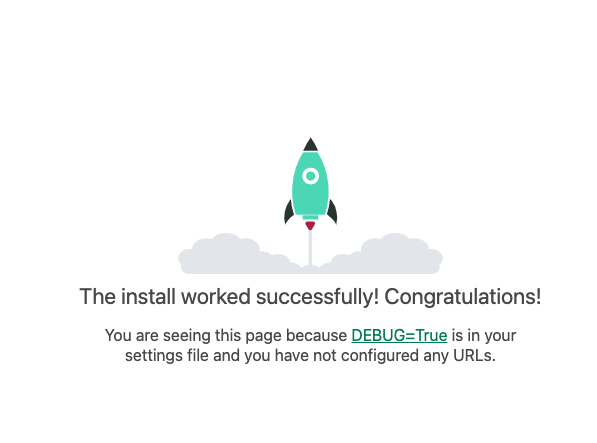 The install worked successfully! Congratulations!
You are seeing this page because DEBUG=True is in your
settings file and you have not configured any URLs.